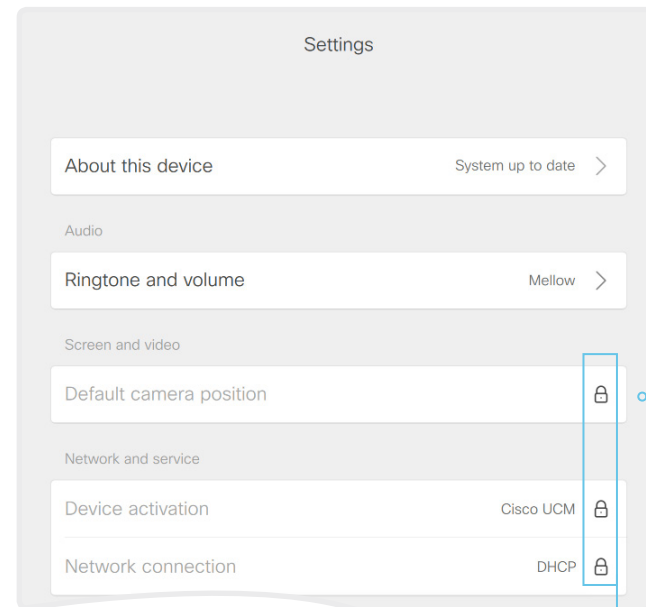 Settings
About this device System up to date
Audio
Ringtone and volume Mellow
Screen and video
Default camera position
Network and service
Device activation Cisco UCM
Network connection DHCP